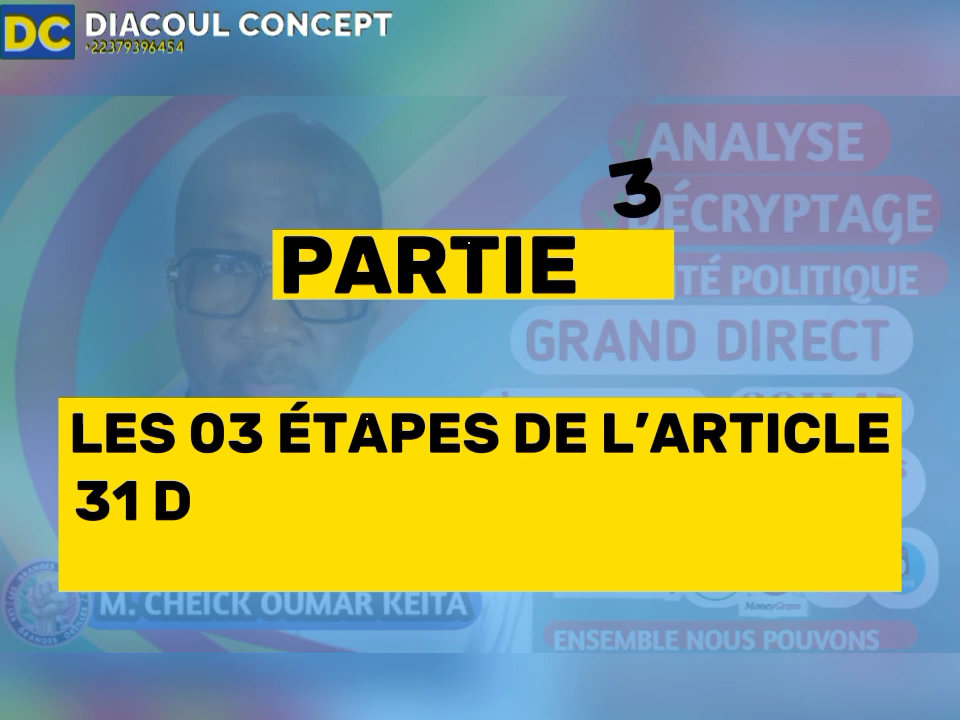 DC DIACOUL CONCEPT
+22379396454
✓ANALYSE
3
DÉCRYPTAGE
PARTIE
TÉ POLITIQUE
GRAND DIRECT
LES 03 ÉTAPES DE L'ARTICLE
31 D
M. CHEICK OUMAR KEITA
MoneyGram
ENSEMBLE NOUS POUVONS